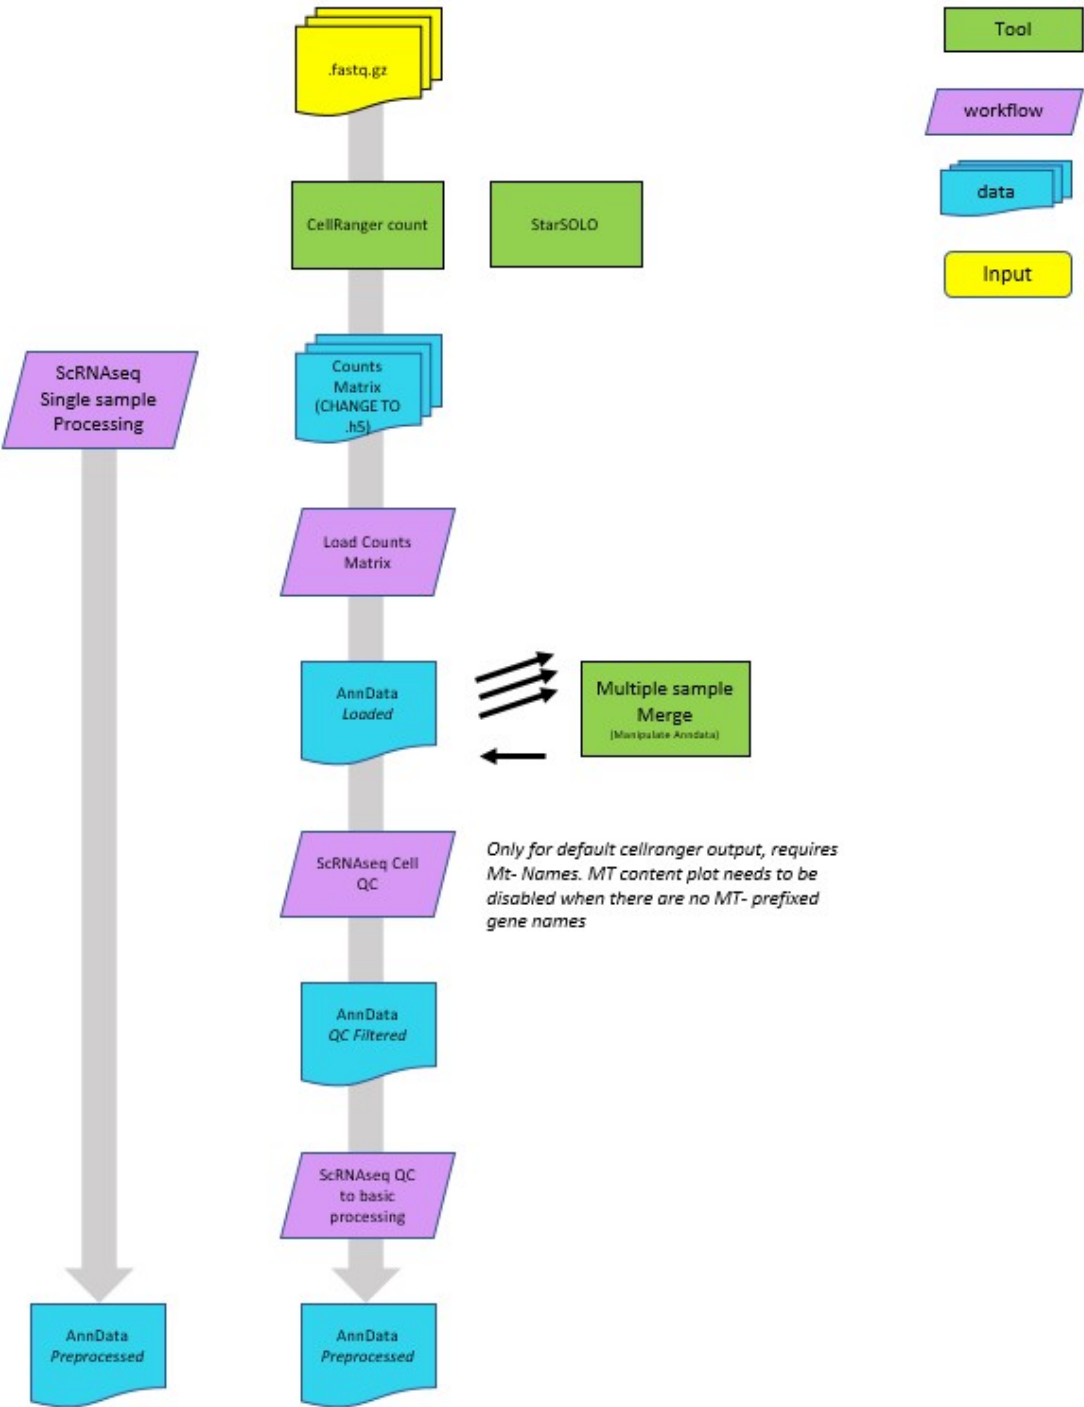 .fastq.gz
Tool
workflow
data
Input
CellRanger count
StarSOLO
ScRNAseq
Single sample
Processing
Counts
Matrix
(CHANGE TO
.h5)
Load Counts
Matrix
AnnData
Loaded
Multiple sample
Merge
(Manipulate Anndata)
ScRNAseq Cell
QC
Only for default cellranger output, requires
Mt- Names. MT content plot needs to be
disabled when there are no MT- prefixed
gene names
AnnData
QC Filtered
ScRNAseq QC
to basic
processing
AnnData
Preprocessed
AnnData
Preprocessed